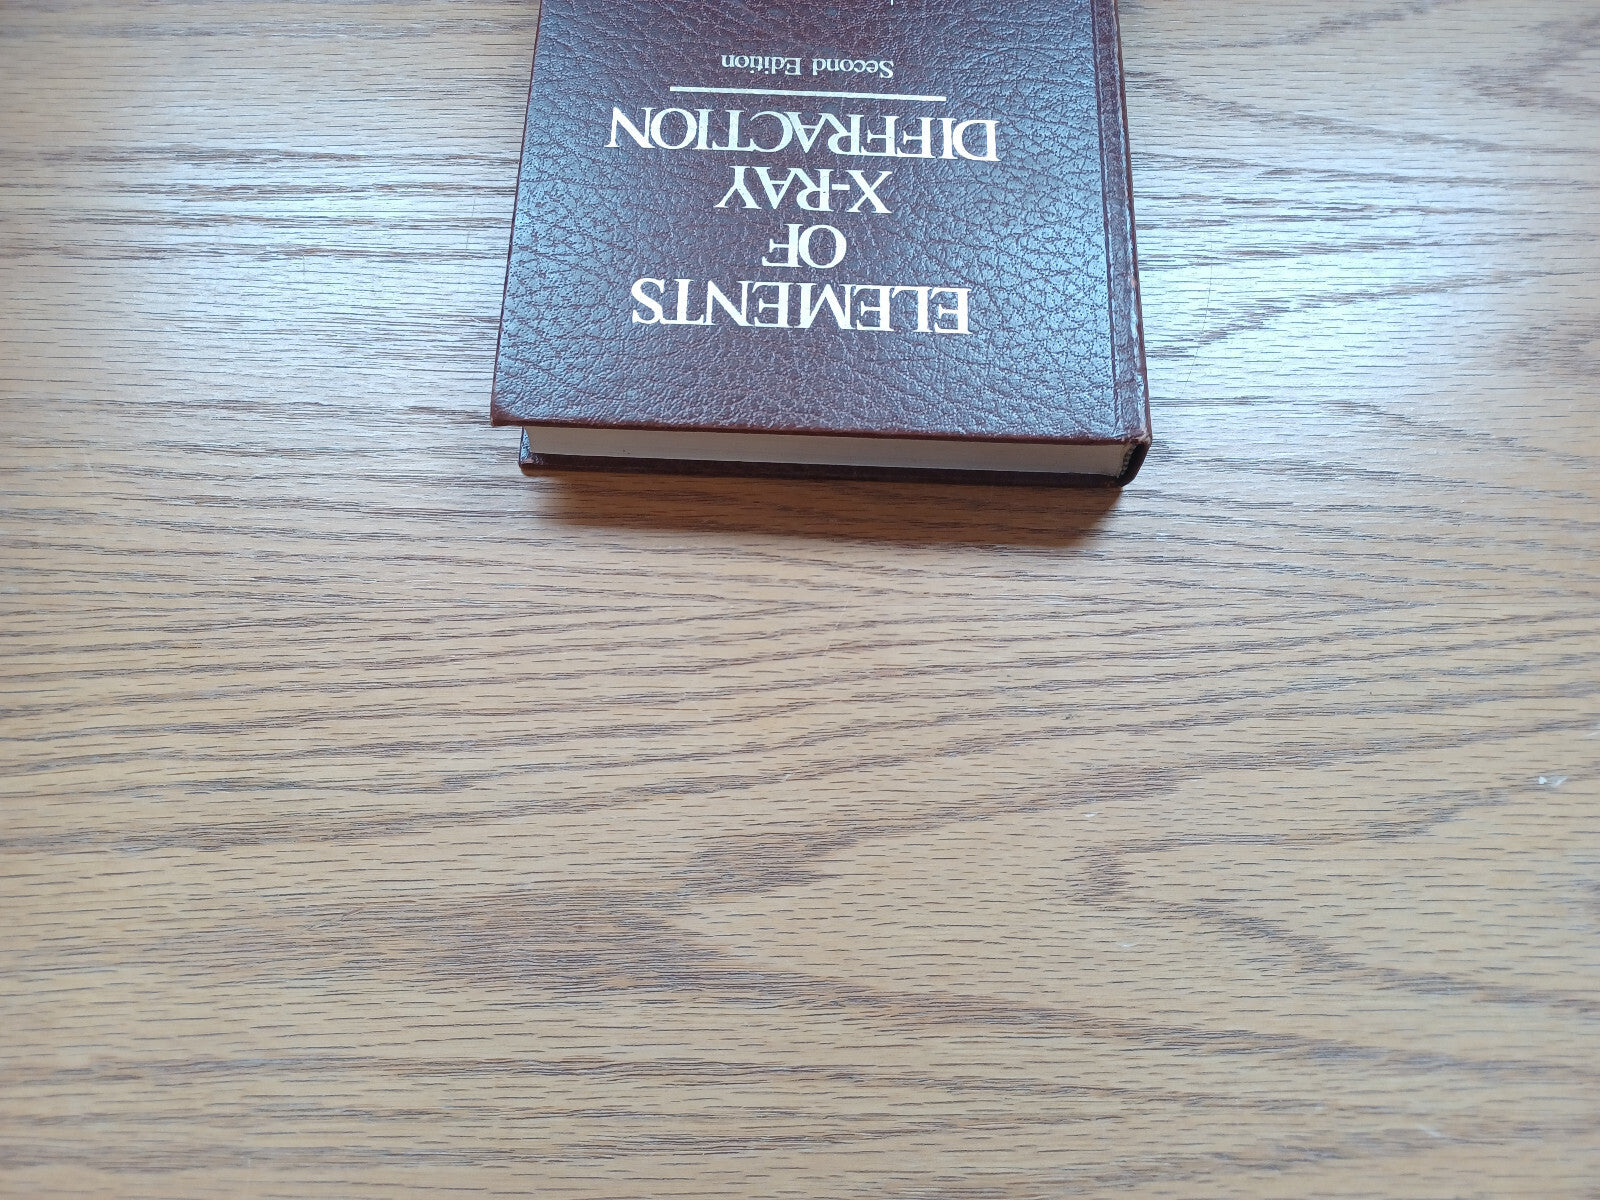 ELEMENTS
OF
X-RAY
DIFFRACTION
Second Edition